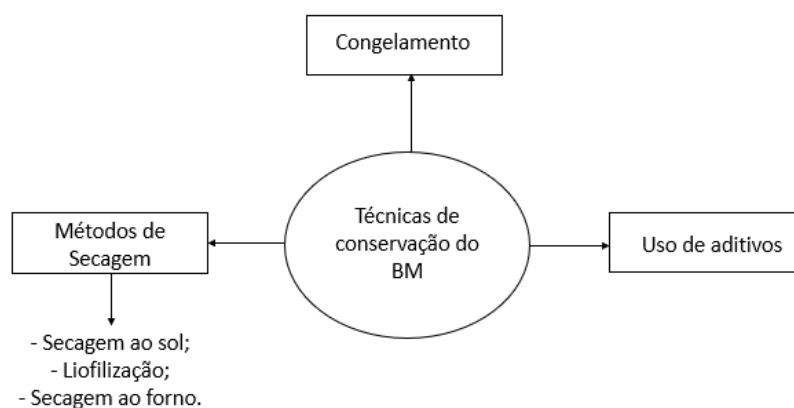 Congelamento
Técnicas de
conservação do
BM
Métodos de
Secagem
Uso de aditivos
- Secagem ao sol;
- Liofilização;
- Secagem ao forno.